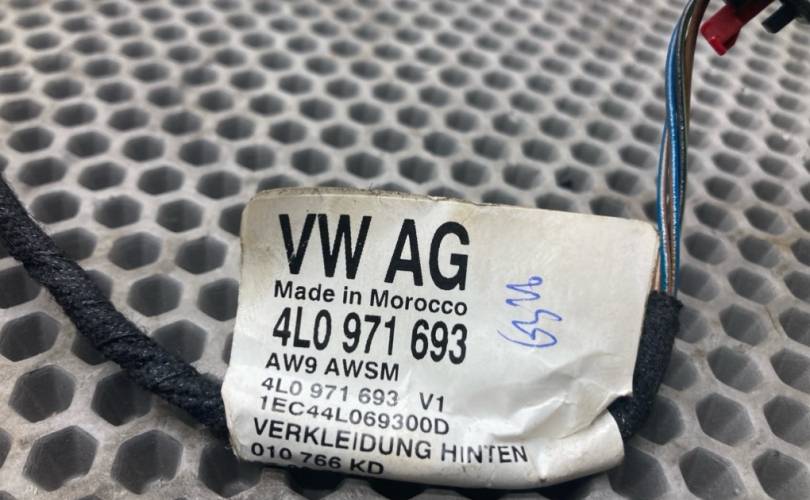 VW AG
Made in Morocco
4L0 971 693
AW9 AWSM
4L0 971 693 V1
1EC44L069300D
VERKLEIDUNG HINTEN
010 766 KD